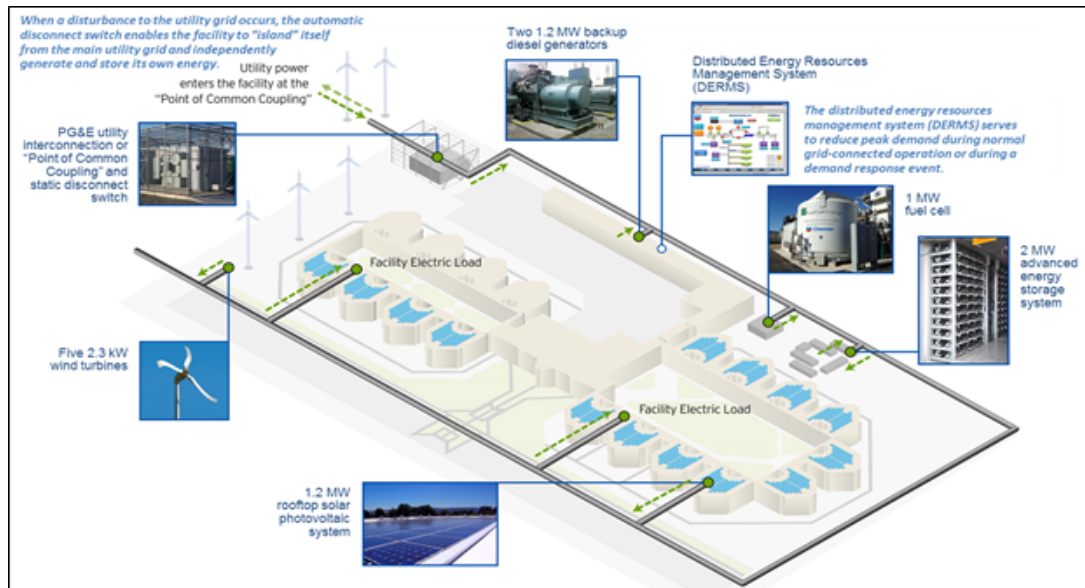 When a disturbance to the utility grid occurs, the automatic
disconnect switch enables the facility to "island" itself
from the main utility grid and independently
generate and store its own energy.
Utility power
enters the facility at the
"Point of Common Coupling"
PG&E utility
interconnection or
"Point of Common
Coupling" and
static disconnect
switch
Two 1.2 MW backup
diesel generators
Distributed Energy Resources
Management System
(DERMS)
The distributed energy resources
management system (DERMS) serves
to reduce peak demand during normal
grid-connected operation or during a
demand response event.
1 MW
fuel cell
2 MW
advanced
energy
storage
system
Facility Electric Load
Five 2.3 kW
wind turbines
Facility Electric Load
1.2 MW
rooftop solar
photovoltaic
system